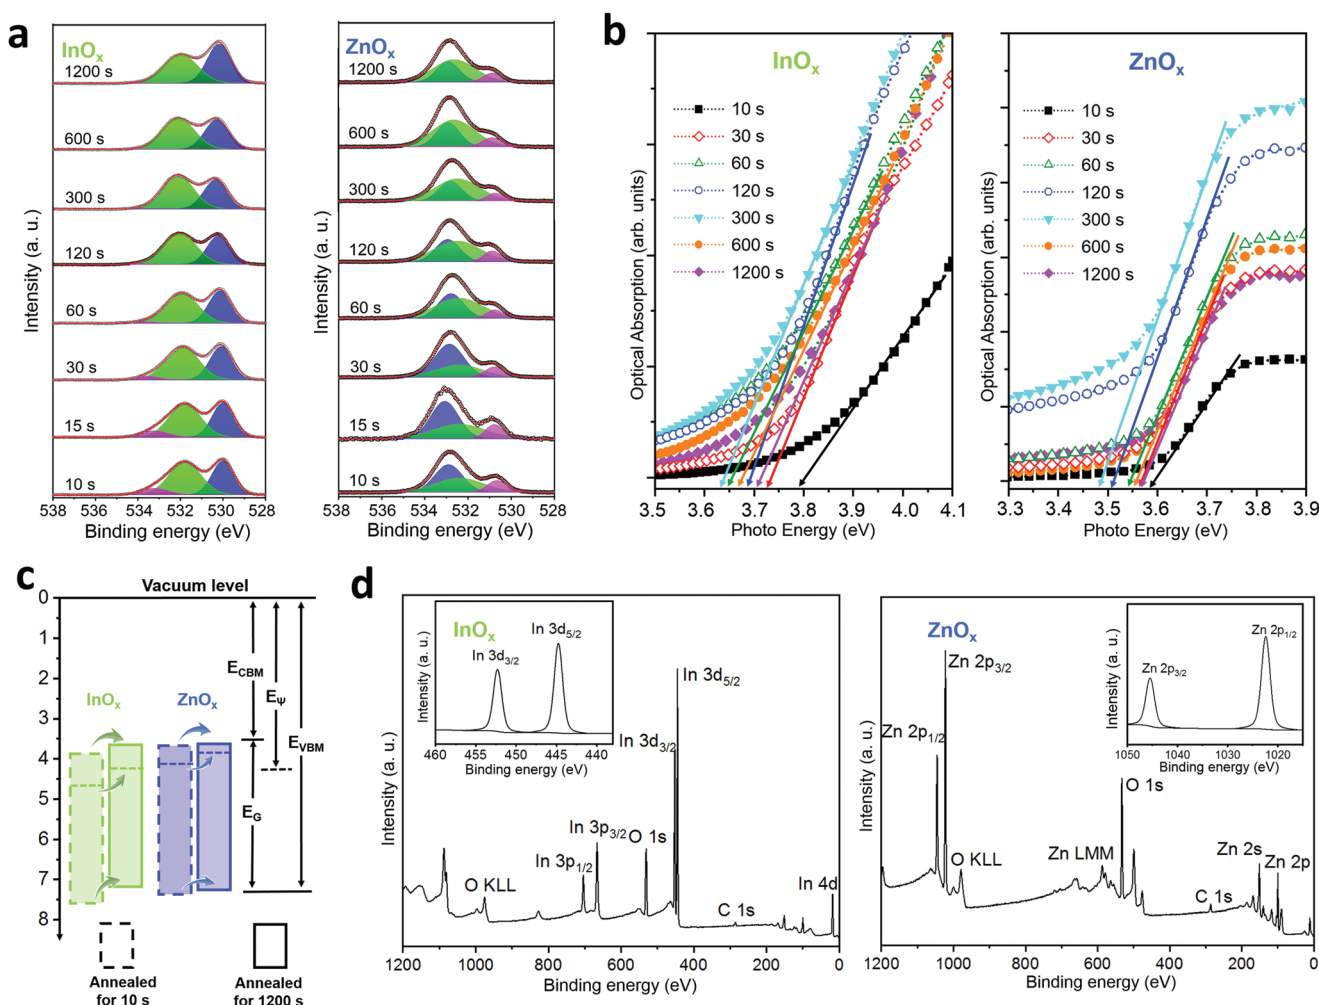 a
InOₓ
1200 s
600 s
300 s
120 s
60 s
30 s
15 s
10 s
Intensity (a. u.)
538 536 534 532 530 528
Binding energy (eV)
ZnOₓ
1200 s
600 s
300 s
120 s
60 s
30 s
15 s
10 s
Intensity (a. u.)
538 536 534 532 530 528
Binding energy (eV)
b
InOₓ
10 s
30 s
60 s
120 s
300 s
600 s
1200 s
Optical Absorption (arb. units)
3.5 3.6 3.7 3.8 3.9 4.0 4.1
Photo Energy (eV)
ZnOₓ
10 s
30 s
60 s
120 s
300 s
600 s
1200 s
Optical Absorption (arb. units)
3.3 3.4 3.5 3.6 3.7 3.8 3.9
Photo Energy (eV)
c
Vacuum level
0
1
2
3
4
5
6
7
8
InOₓ
ZnOₓ
E_CBM
E_Ψ
E_VBM
E_G
Annealed
for 10 s
Annealed
for 1200 s
d
InOₓ
In 3d₃/₂
In 3d₅/₂
Intensity (a. u.)
460 455 450 445 440
Binding energy (eV)
In 3d₅/₂
In 3d₃/₂
In 3p₃/₂
O 1s
In 3p₁/₂
O KLL
C 1s
In 4d
Intensity (a. u.)
1200 1000 800 600 400 200 0
Binding energy (eV)
ZnOₓ
Zn 2p₃/₂
Zn 2p₁/₂
O KLL
Zn LMM
O 1s
C 1s
Zn 2s
Zn 2p
Intensity (a. u.)
1200 1000 800 600 400 200 0
Binding energy (eV)
Zn 2p₁/₂
Zn 2p₃/₂
Intensity (a. u.)
1050 1040 1030 1020
Binding energy (eV)